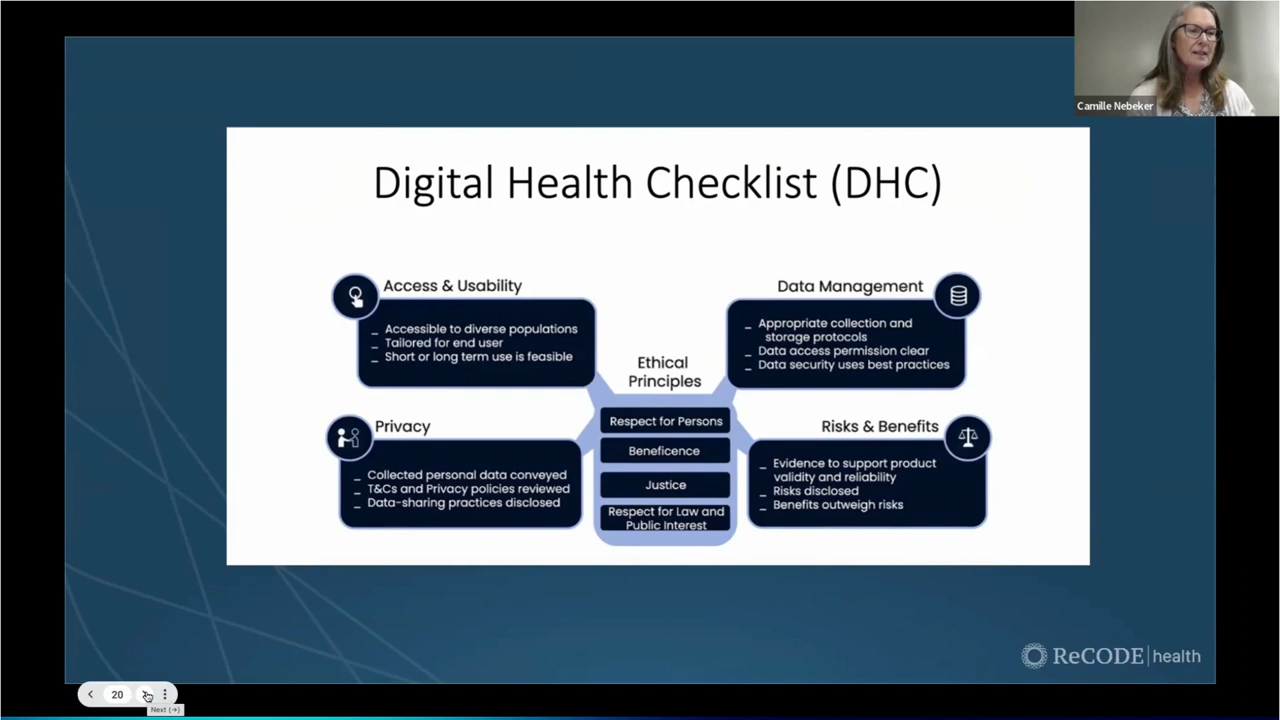 Camille Nebeker
Digital Health Checklist (DHC)
Access & Usability
_ Accessible to diverse populations
_ Tailored for end user
_ Short or long term use is feasible
Data Management
_ Appropriate collection and
storage protocols
_ Data access permission clear
_ Data security uses best practices
Ethical
Principles
Respect for Persons
Beneficence
Justice
Respect for Law and
Public Interest
Privacy
_ Collected personal data conveyed
_ T&Cs and Privacy policies reviewed
_ Data-sharing practices disclosed
Risks & Benefits
_ Evidence to support product
validity and reliability
_ Risks disclosed
_ Benefits outweigh risks
ReCODE|health
20
Next (→)